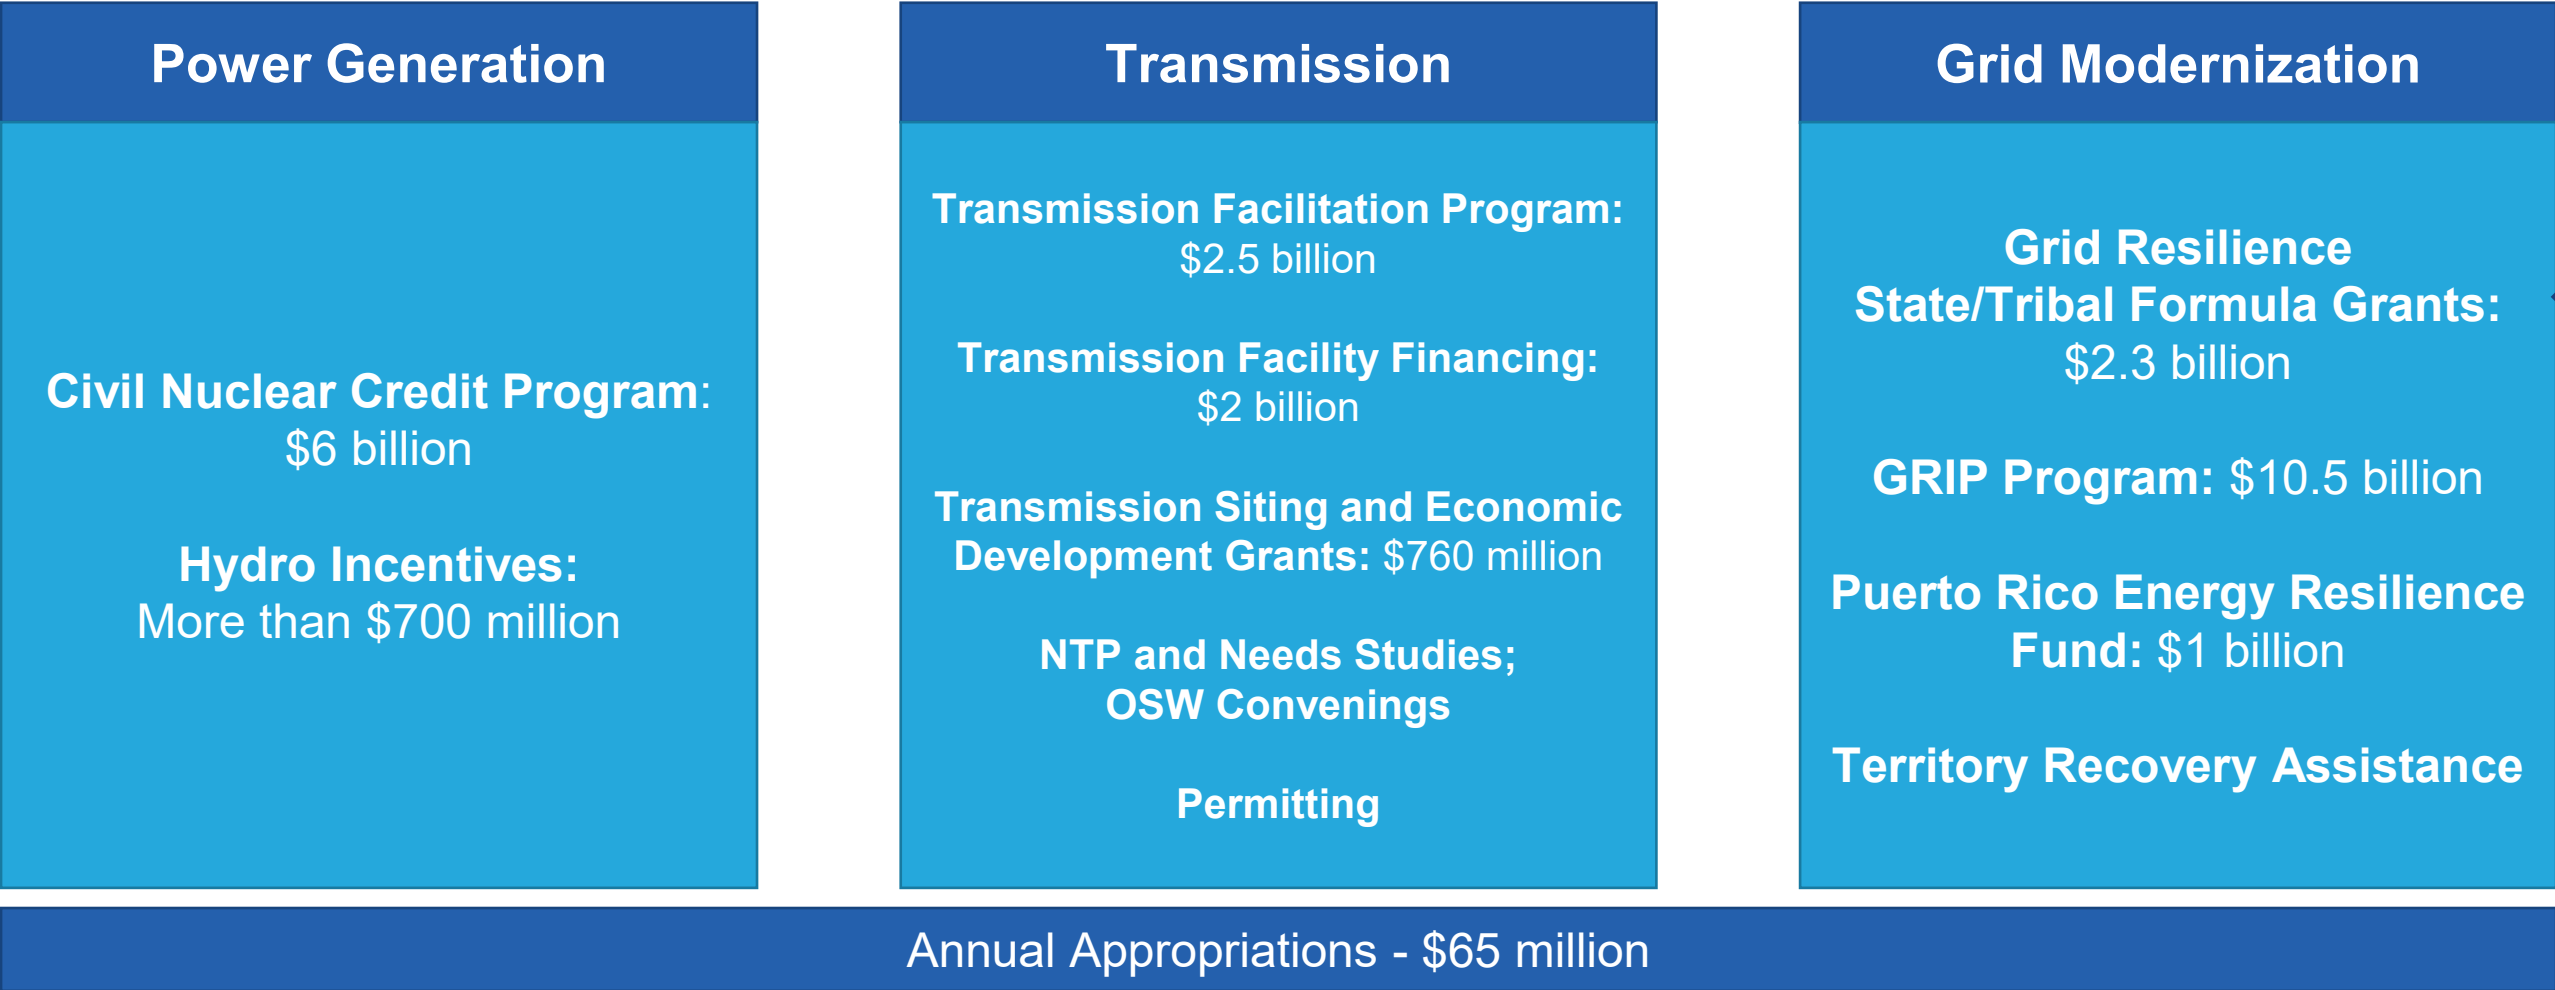 Power Generation
Civil Nuclear Credit Program:
$6 billion
Hydro Incentives:
More than $700 million
Transmission
Transmission Facilitation Program:
$2.5 billion
Transmission Facility Financing:
$2 billion
Transmission Siting and Economic
Development Grants: $760 million
NTP and Needs Studies;
OSW Convenings
Permitting
Grid Modernization
Grid Resilience
State/Tribal Formula Grants:
$2.3 billion
GRIP Program: $10.5 billion
Puerto Rico Energy Resilience
Fund: $1 billion
Territory Recovery Assistance
Annual Appropriations - $65 million